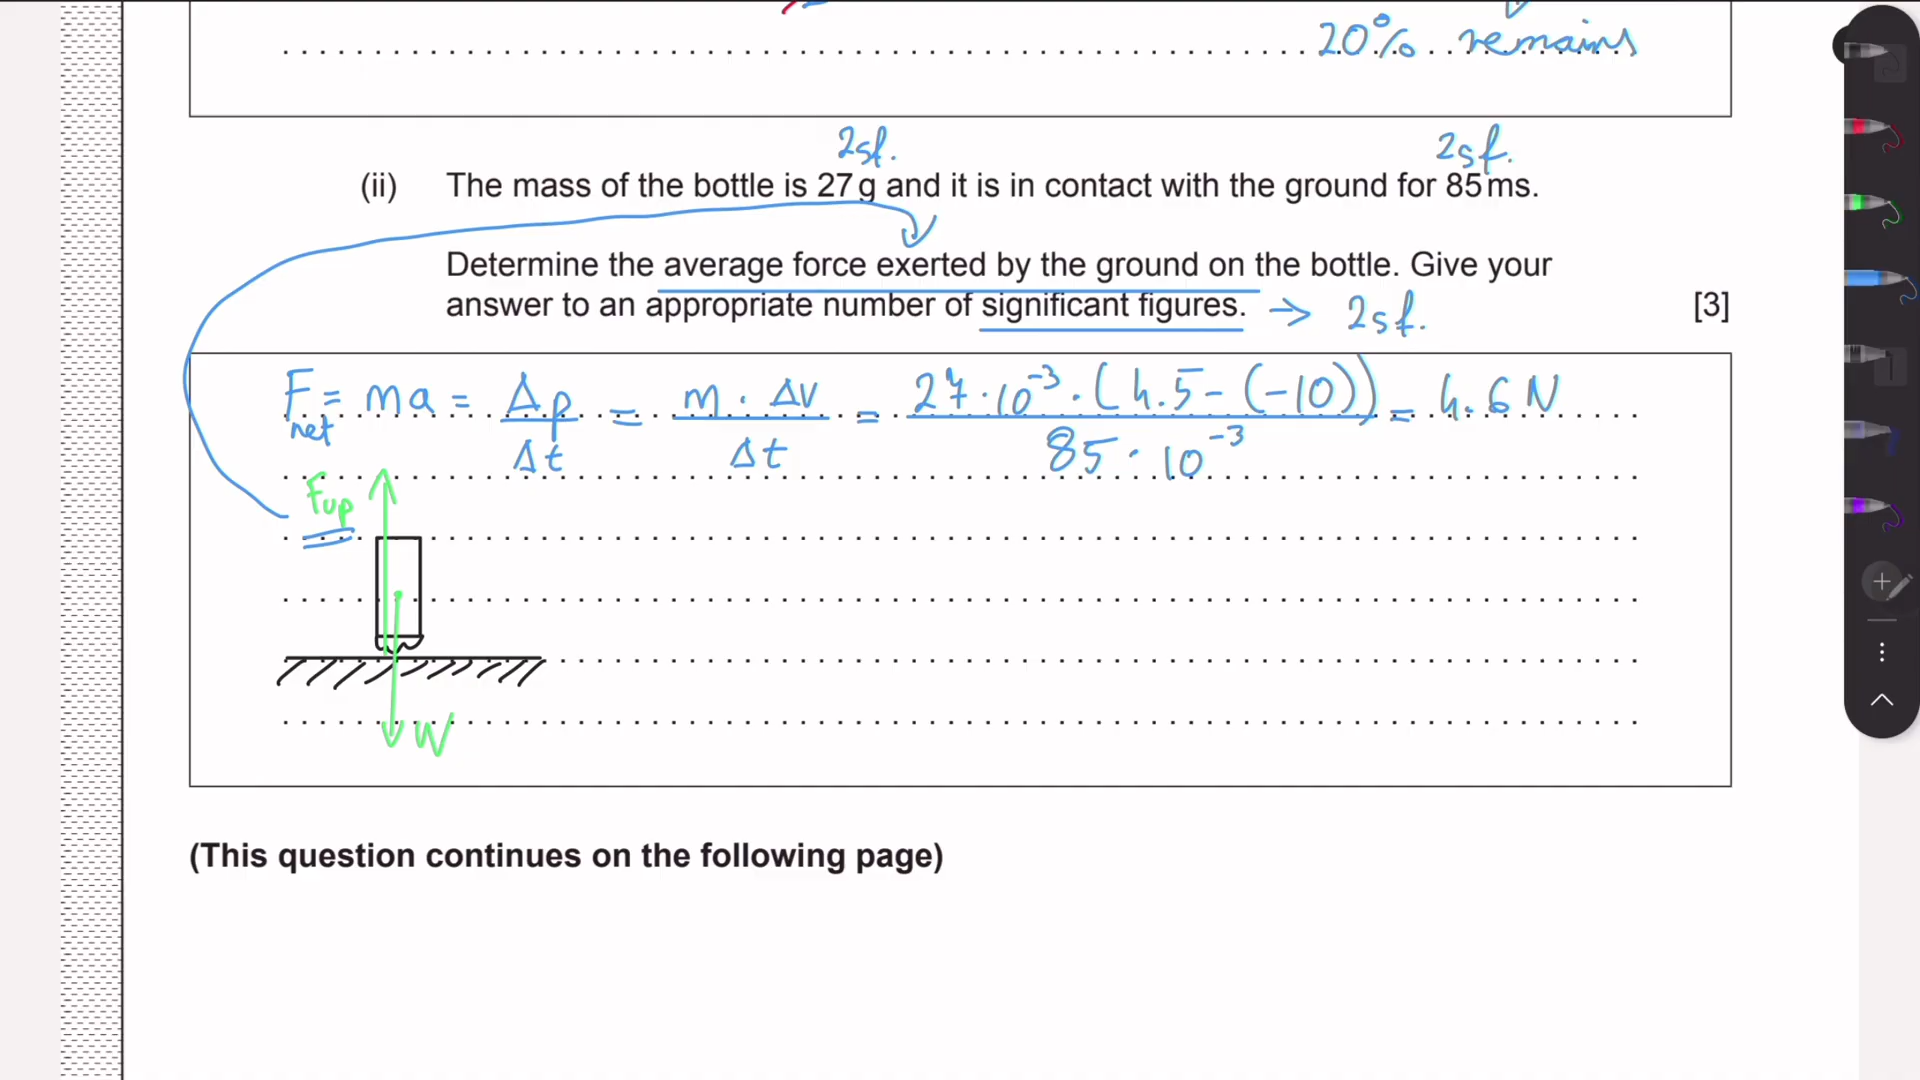 20% remains
2sf. 2sf.
(ii) The mass of the bottle is 27 g and it is in contact with the ground for 85 ms.
Determine the average force exerted by the ground on the bottle. Give your
answer to an appropriate number of significant figures. → 2sf. [3]
F_net = ma = Δp/Δt = m · Δv/Δt = 27·10⁻³ · (4.5 - (-10))/85 · 10⁻³ = 4.6 N
Fup
W
(This question continues on the following page)